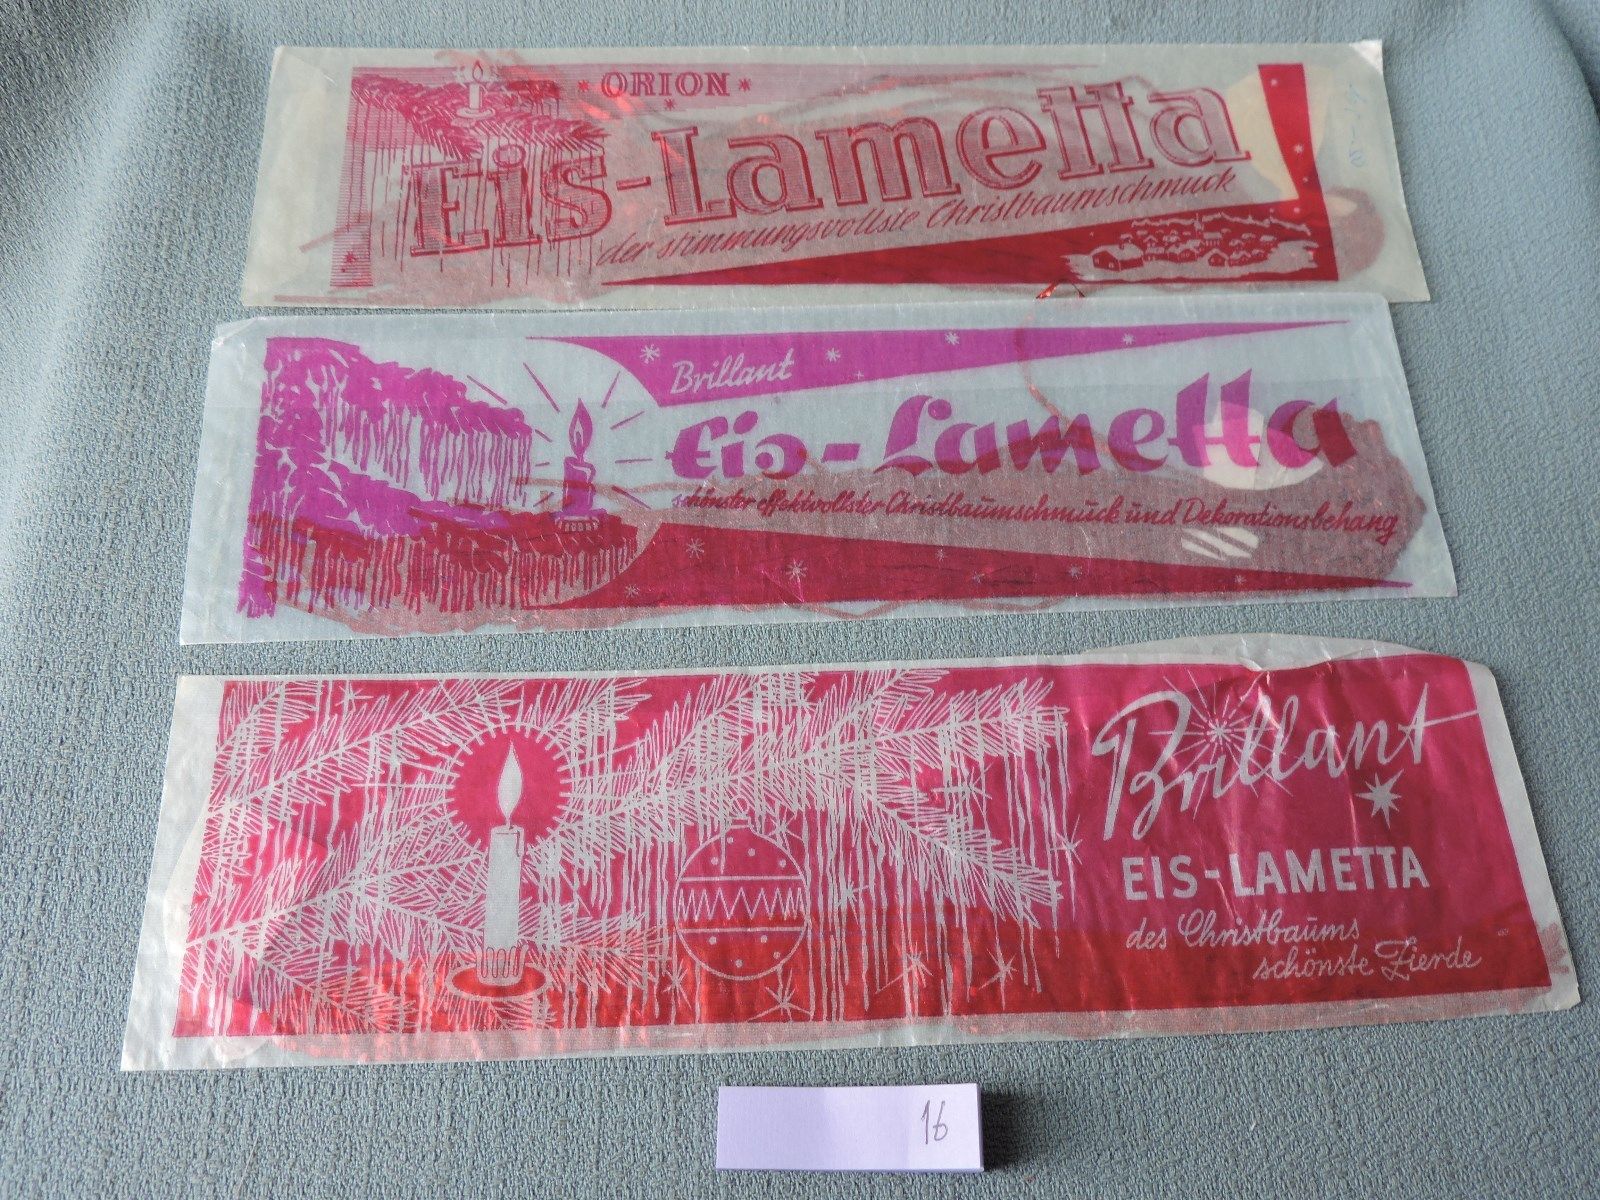 * ORION *
Eis-Lametta
der stimmungsvollste Christbaumschmuck
Brillant
Eis-Lametta
schönster effektvollster Christbaumschmuck und Dekorationsbehang
Brillant
EIS-LAMETTA
des Christbaums
schönste Zierde
16